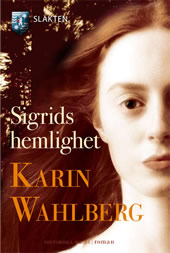 SLÄKTEN
Sigrids
hemlighet
KARIN
WAHLBERG
roman